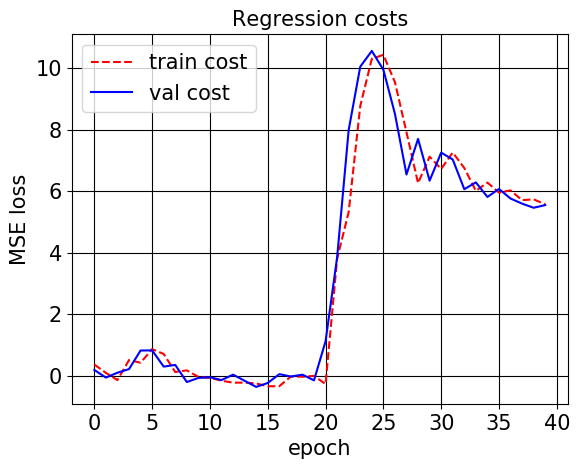 Regression costs
train cost
val cost
MSE loss
10
8
6
4
2
0
0 5 10 15 20 25 30 35 40
epoch